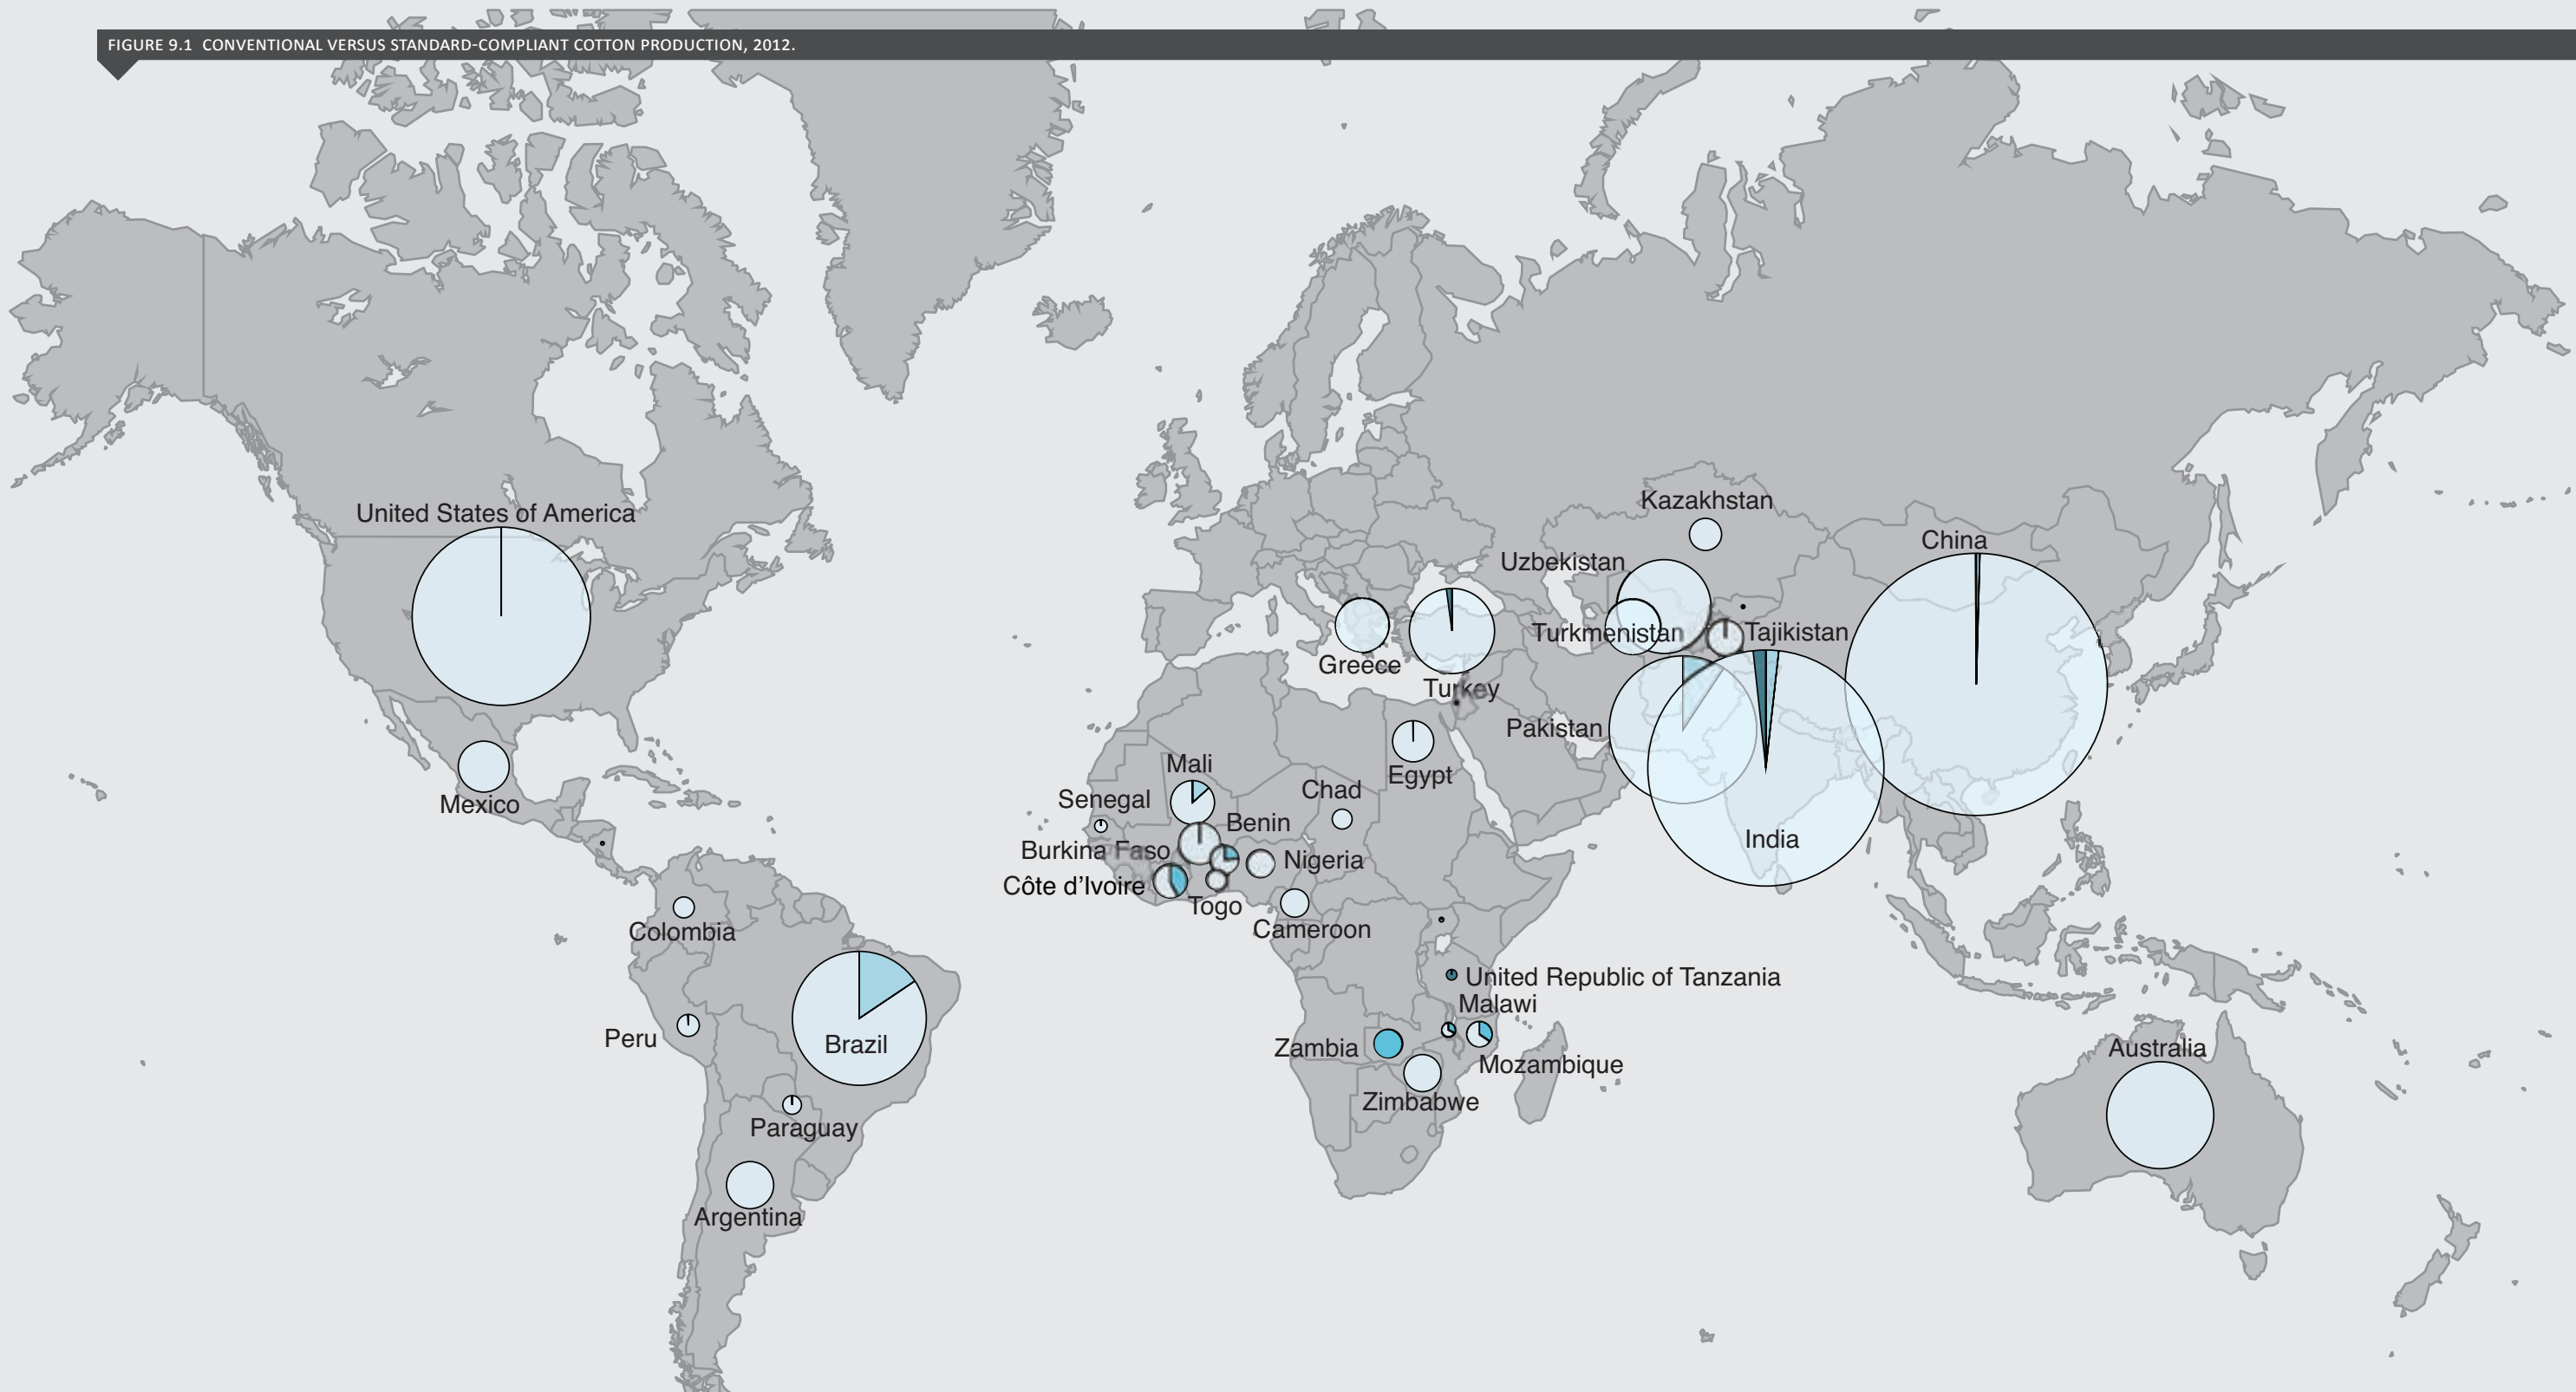 FIGURE 9.1 CONVENTIONAL VERSUS STANDARD-COMPLIANT COTTON PRODUCTION, 2012.
United States of America
Kazakhstan
China
Uzbekistan
Turkmenistan
Tajikistan
Greece
Turkey
Pakistan
Mali
Egypt
Mexico
Senegal
Chad
Benin
India
Burkina Faso
Nigeria
Côte d'Ivoire
Togo
Colombia
Cameroon
United Republic of Tanzania
Malawi
Peru
Brazil
Zambia
Australia
Mozambique
Zimbabwe
Paraguay
Argentina